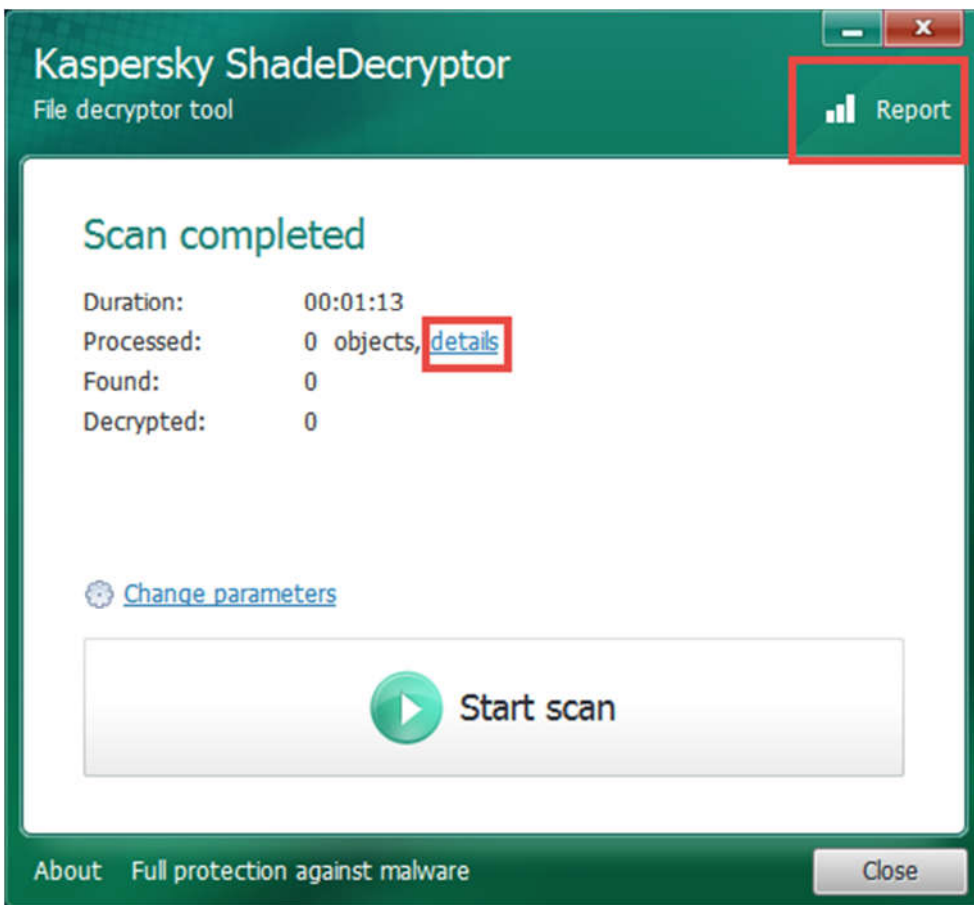 Kaspersky ShadeDecryptor
File decryptor tool
Report
Scan completed
Duration: 00:01:13
Processed: 0 objects, details
Found: 0
Decrypted: 0
Change parameters
Start scan
About Full protection against malware Close